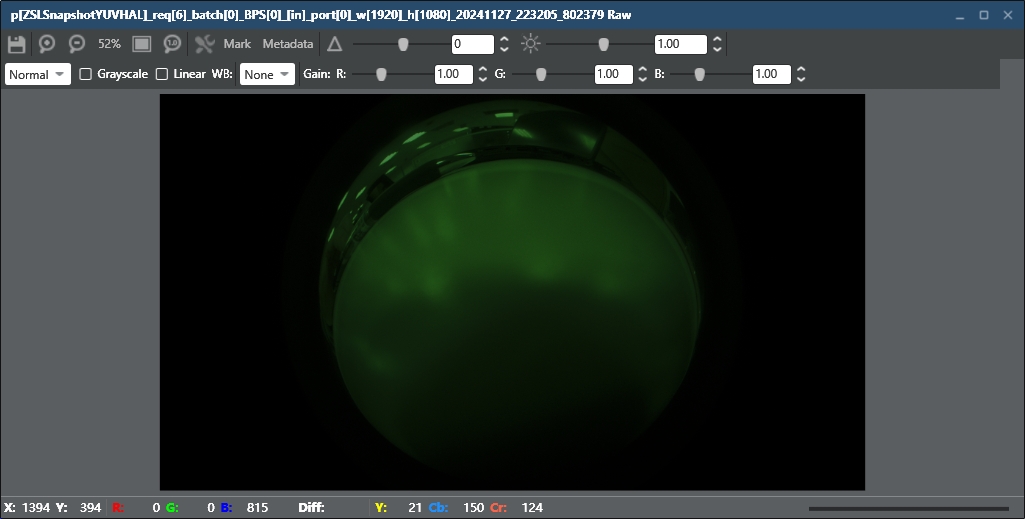 p[ZSLSnapshotYUVHAL]_req[6]_batch[0]_BPS[0]_[in]_port[0]_w[1920]_h[1080]_20241127_223205_802379 Raw
52% 1.0 Mark Metadata 0 1.00
Normal Grayscale Linear WB: None Gain: R: 1.00 G: 1.00 B: 1.00
X: 1394 Y: 394 R: 0 G: 0 B: 815 Diff: Y: 21 Cb: 150 Cr: 124